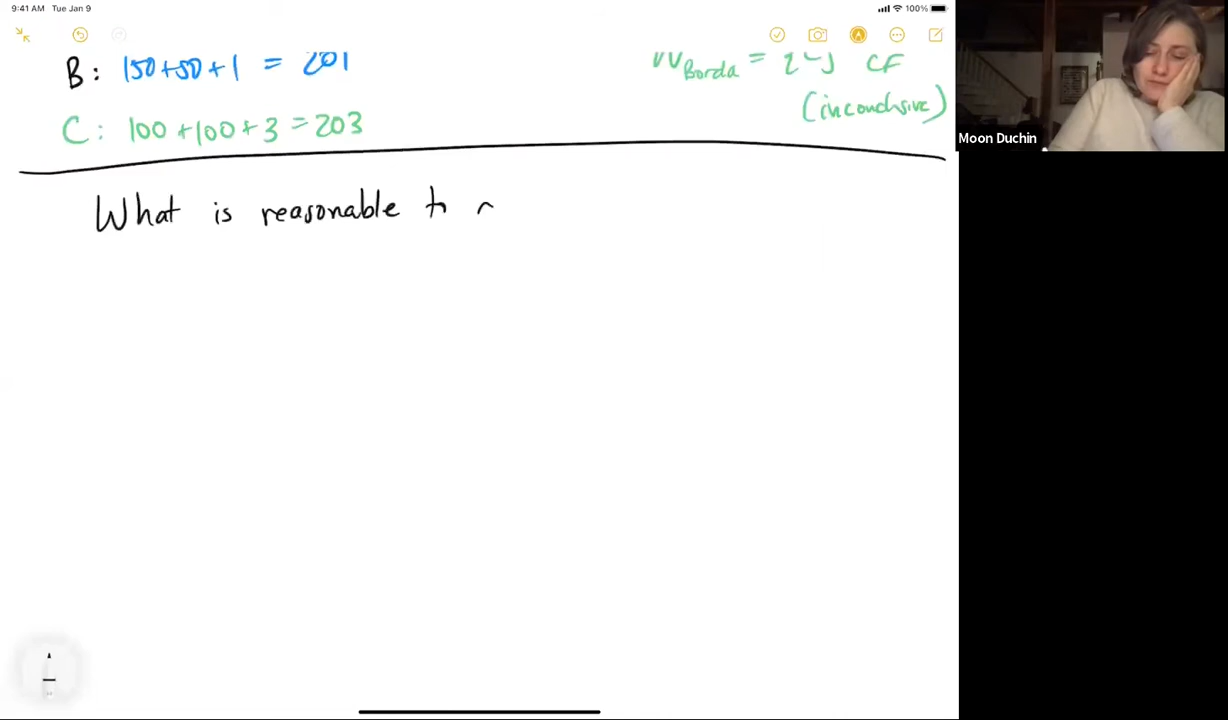 9:41 AM Tue Jan 9
100%
B: 150+50+1 = 201
C: 100+100+3=203
Borda = CF
(inconclusive)
Moon Duchin
What is reasonable to